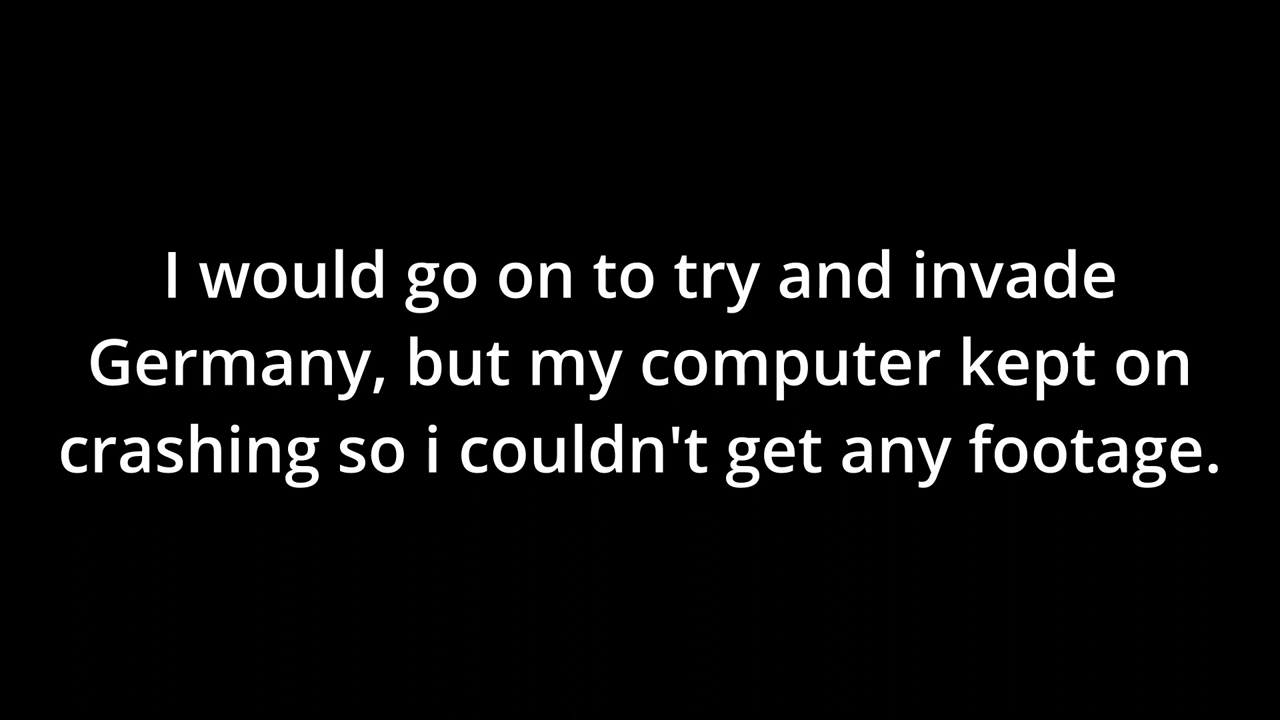 I would go on to try and invade
Germany, but my computer kept on
crashing so i couldn't get any footage.